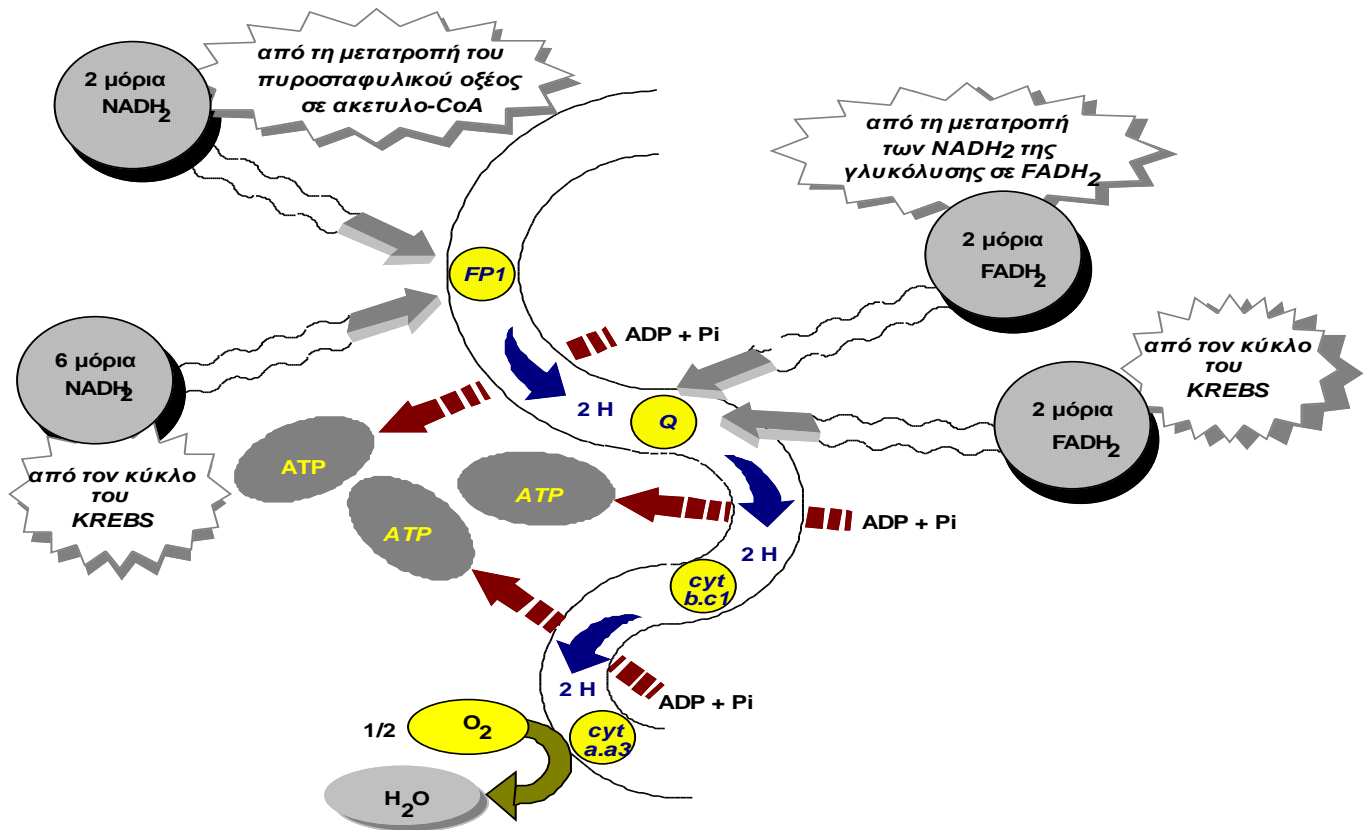 2 μόρια
NADH2
από τη μετατροπή του
πυροσταφυλικού οξέος
σε ακετυλο-CoA
από τη μετατροπή
των NADH2 της
γλυκόλυσης σε FADH2
2 μόρια
FADH2
FP1
ADP + Pi
6 μόρια
NADH2
από τον κύκλο
του
KREBS
2 H
Q
από τον κύκλο
του
KREBS
2 μόρια
FADH2
ATP
ATP
ATP
ADP + Pi
2 H
cyt
b.c1
2 H
ADP + Pi
1/2
O2
cyt
a.a3
H2O